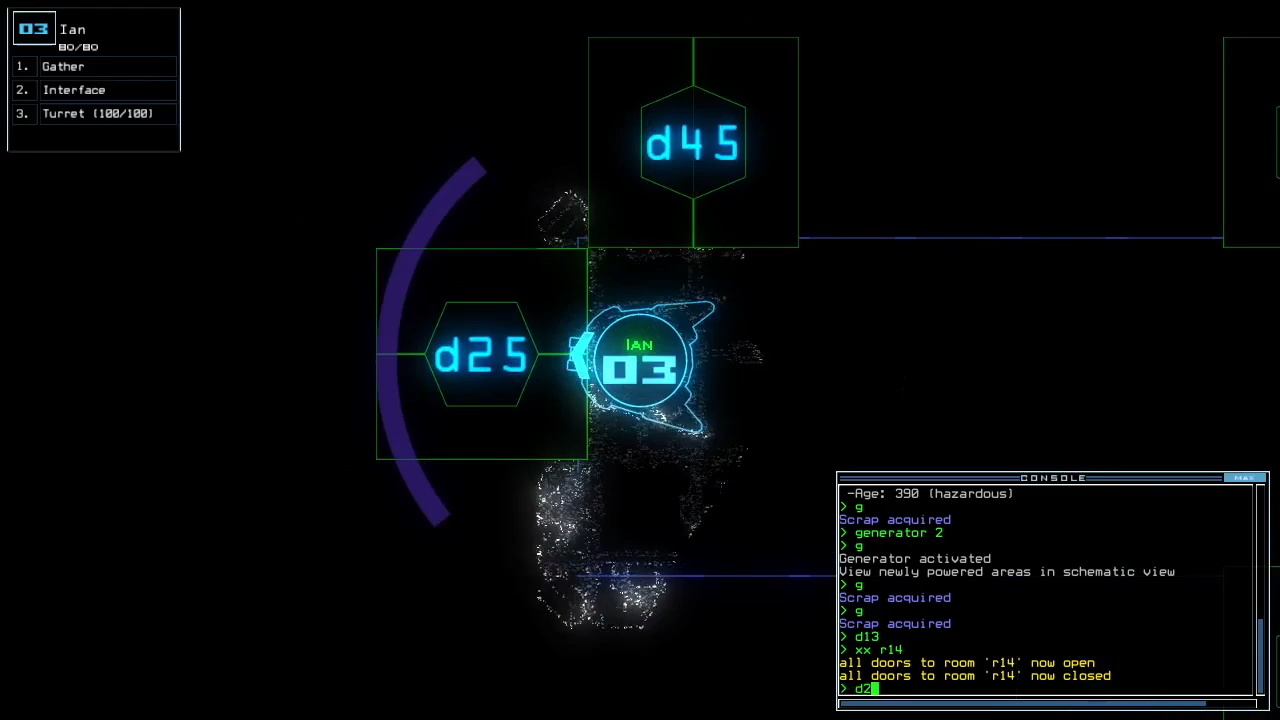 03 Ian
80/80
1. Gather
2. Interface
3. Turret (100/100)
d45
d25
IAN
03
CONSOLE
MAX
-Age: 390 (hazardous)
> g
Scrap acquired
> generator 2
> g
Generator activated
View newly powered areas in schematic view
> g
Scrap acquired
> g
Scrap acquired
> d13
> xx r14
all doors to room 'r14' now open
all doors to room 'r14' now closed
> d2